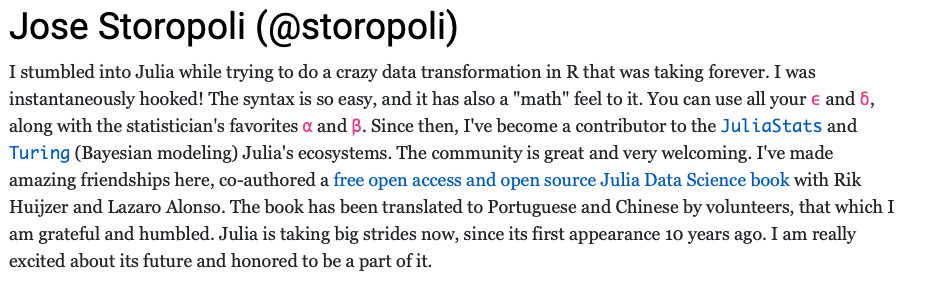 Jose Storopoli (@storopoli)
I stumbled into Julia while trying to do a crazy data transformation in R that was taking forever. I was
instantaneously hooked! The syntax is so easy, and it has also a "math" feel to it. You can use all your ϵ and δ,
along with the statistician's favorites α and β. Since then, I've become a contributor to the JuliaStats and
Turing (Bayesian modeling) Julia's ecosystems. The community is great and very welcoming. I've made
amazing friendships here, co-authored a free open access and open source Julia Data Science book with Rik
Huijzer and Lazaro Alonso. The book has been translated to Portuguese and Chinese by volunteers, that which I
am grateful and humbled. Julia is taking big strides now, since its first appearance 10 years ago. I am really
excited about its future and honored to be a part of it.